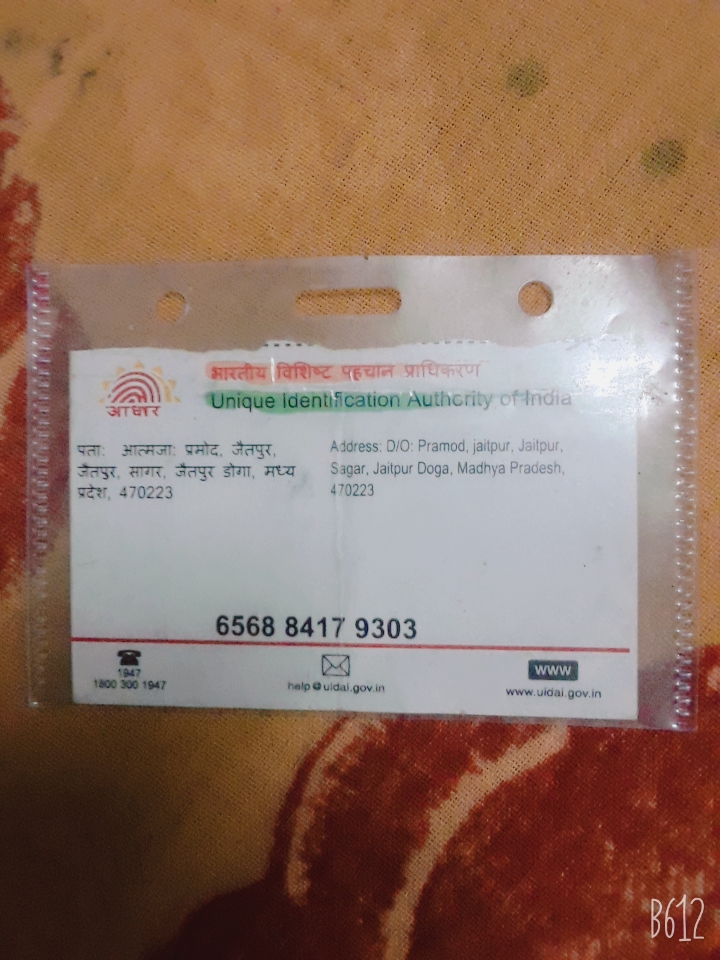 भारतीय विशिष्ट पहचान प्राधिकरण
Unique Identification Authority of India
आधार
पता: आत्मजा: प्रमोद, जैतपुर,
जैतपुर, सागर, जैतपुर डोगा, मध्य
प्रदेश, 470223
Address: D/O: Pramod, jaitpur, Jaitpur,
Sagar, Jaitpur Doga, Madhya Pradesh,
470223
6568 8417 9303
1947
1800 300 1947
help@uidai.gov.in
www
www.uidai.gov.in
B612